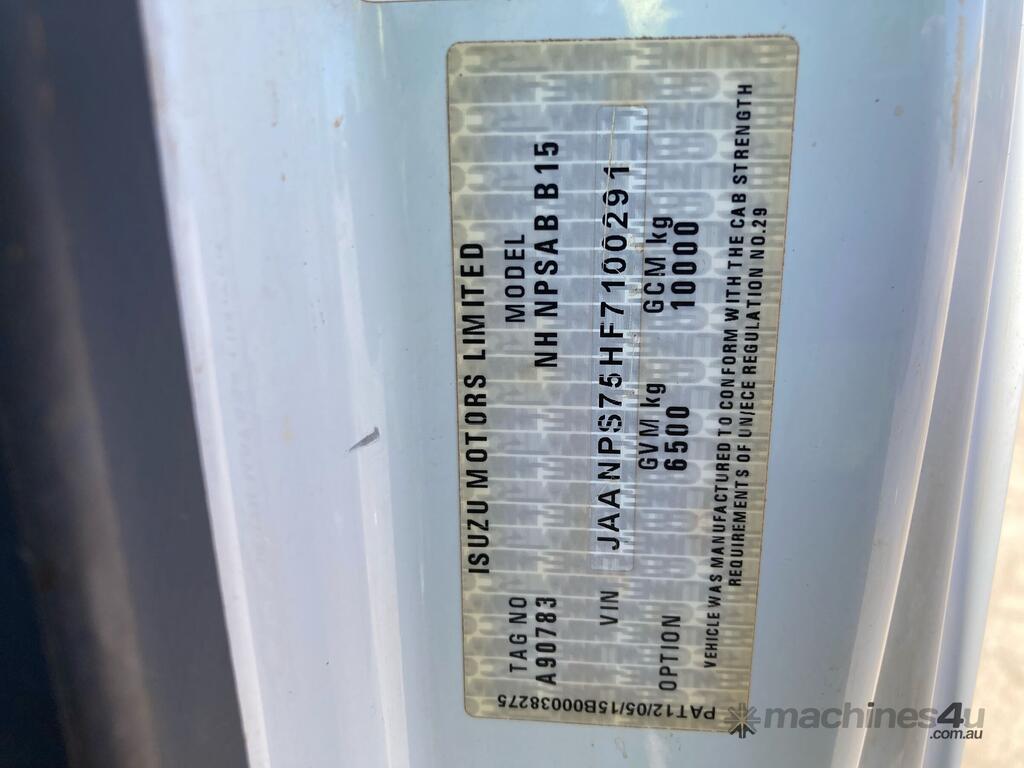 ISUZU MOTORS LIMITED
TAG NO MODEL
A90783 NH NPSAB B 15
VIN JAANPS75HF7100291
GVM kg GCM kg
OPTION 6500 10000
VEHICLE WAS MANUFACTURED TO CONFORM WITH THE CAB STRENGTH
REQUIREMENTS OF UN/ECE REGULATION NO.29
PAT12/05/15B00038275
machines4u
.com.au